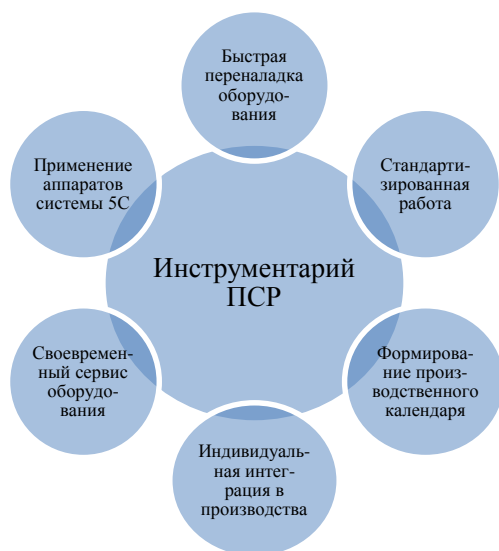 Быстрая
переналадка
оборудо-
вания
Применение
аппаратов
системы 5С
Стандарти-
зированная
работа
Инструментарий
ПСР
Своевремен-
ный сервис
оборудо-
вания
Формирова-
ние произ-
водственного
календаря
Индивидуаль-
ная интег-
рация в
производства